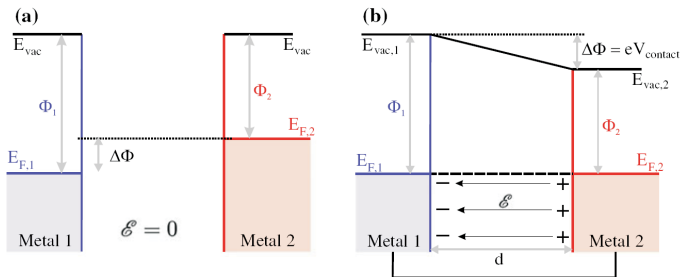 (a)
E_vac
E_vac
Φ_1
Φ_2
E_F,1
E_F,2
ΔΦ
Metal 1
ℰ = 0
Metal 2
(b)
E_vac,1
ΔΦ = eV_contact
E_vac,2
Φ_1
Φ_2
E_F,1
E_F,2
− +
ℰ
− +
− +
Metal 1
d
Metal 2